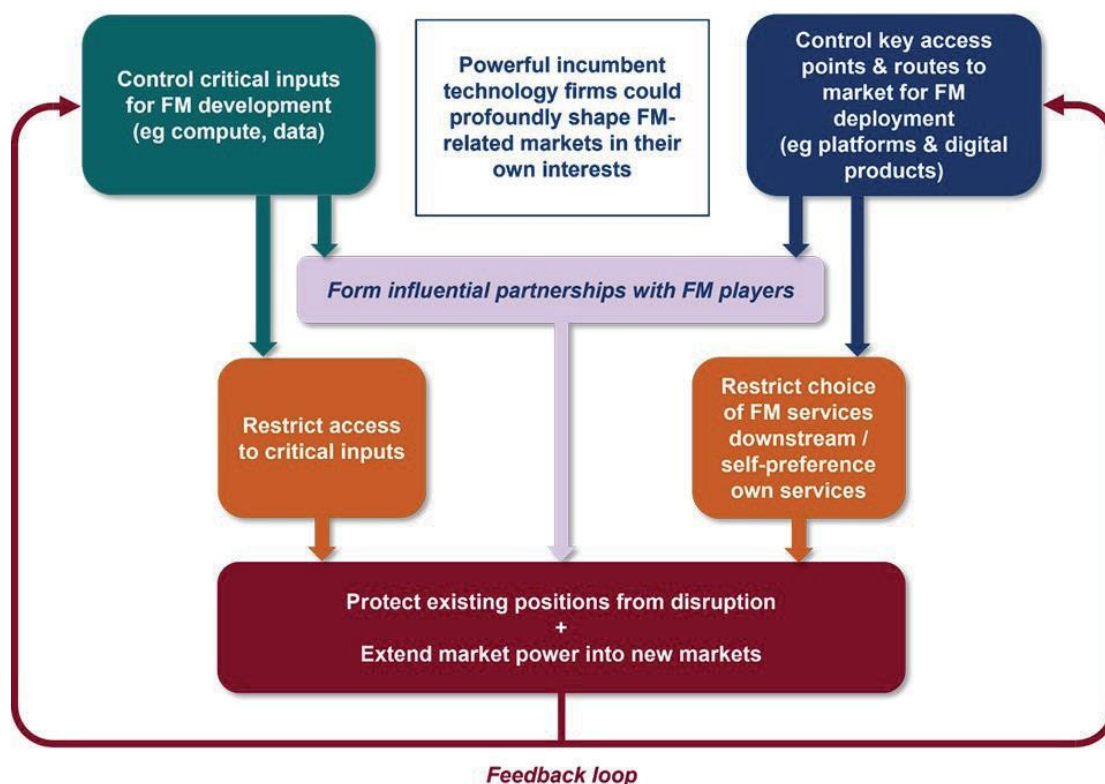 Control critical inputs
for FM development
(eg compute, data)
Powerful incumbent
technology firms could
profoundly shape FM-
related markets in their
own interests
Control key access
points & routes to
market for FM
deployment
(eg platforms & digital
products)
Form influential partnerships with FM players
Restrict access
to critical inputs
Restrict choice
of FM services
downstream /
self-preference
own services
Protect existing positions from disruption
+
Extend market power into new markets
Feedback loop